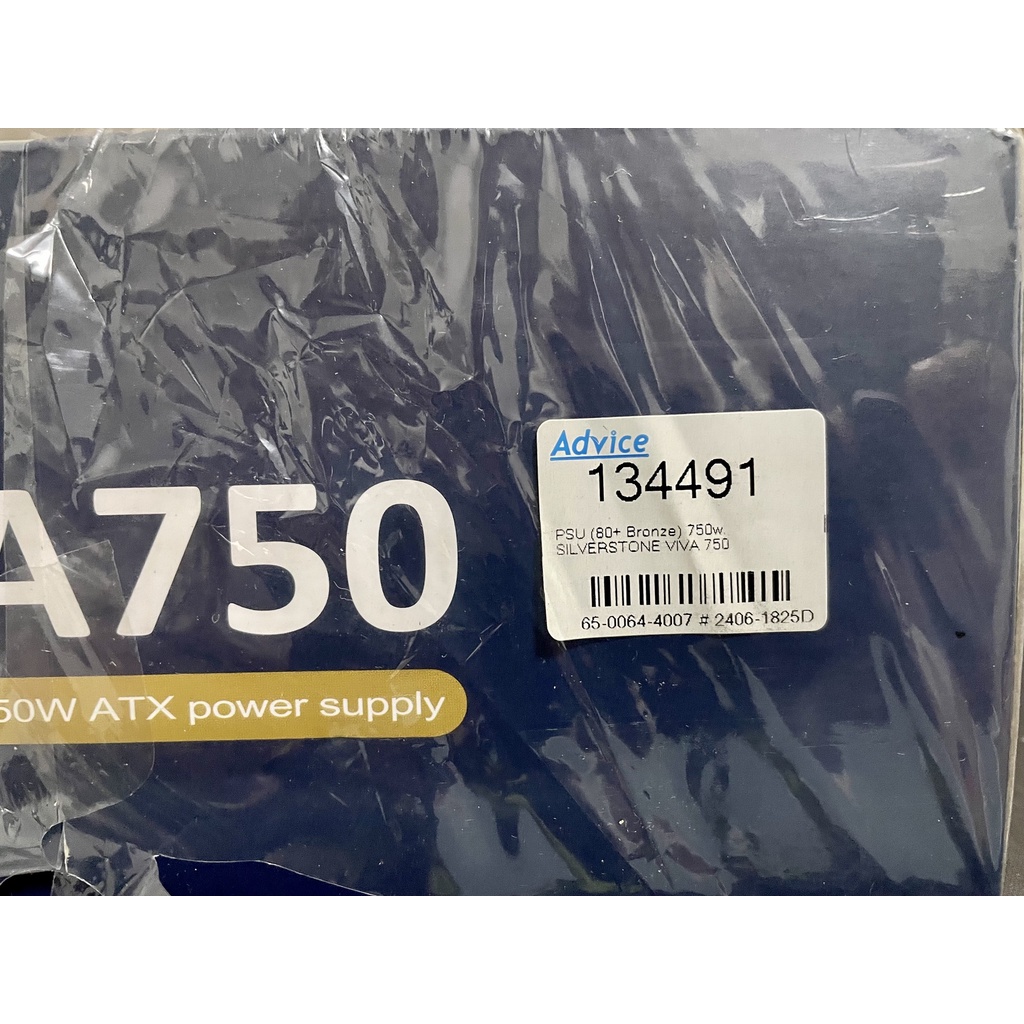 A750
50W ATX power supply
Advice
134491
PSU (80+ Bronze) 750w.
SILVERSTONE VIVA 750
65-0064-4007 # 2406-1825D